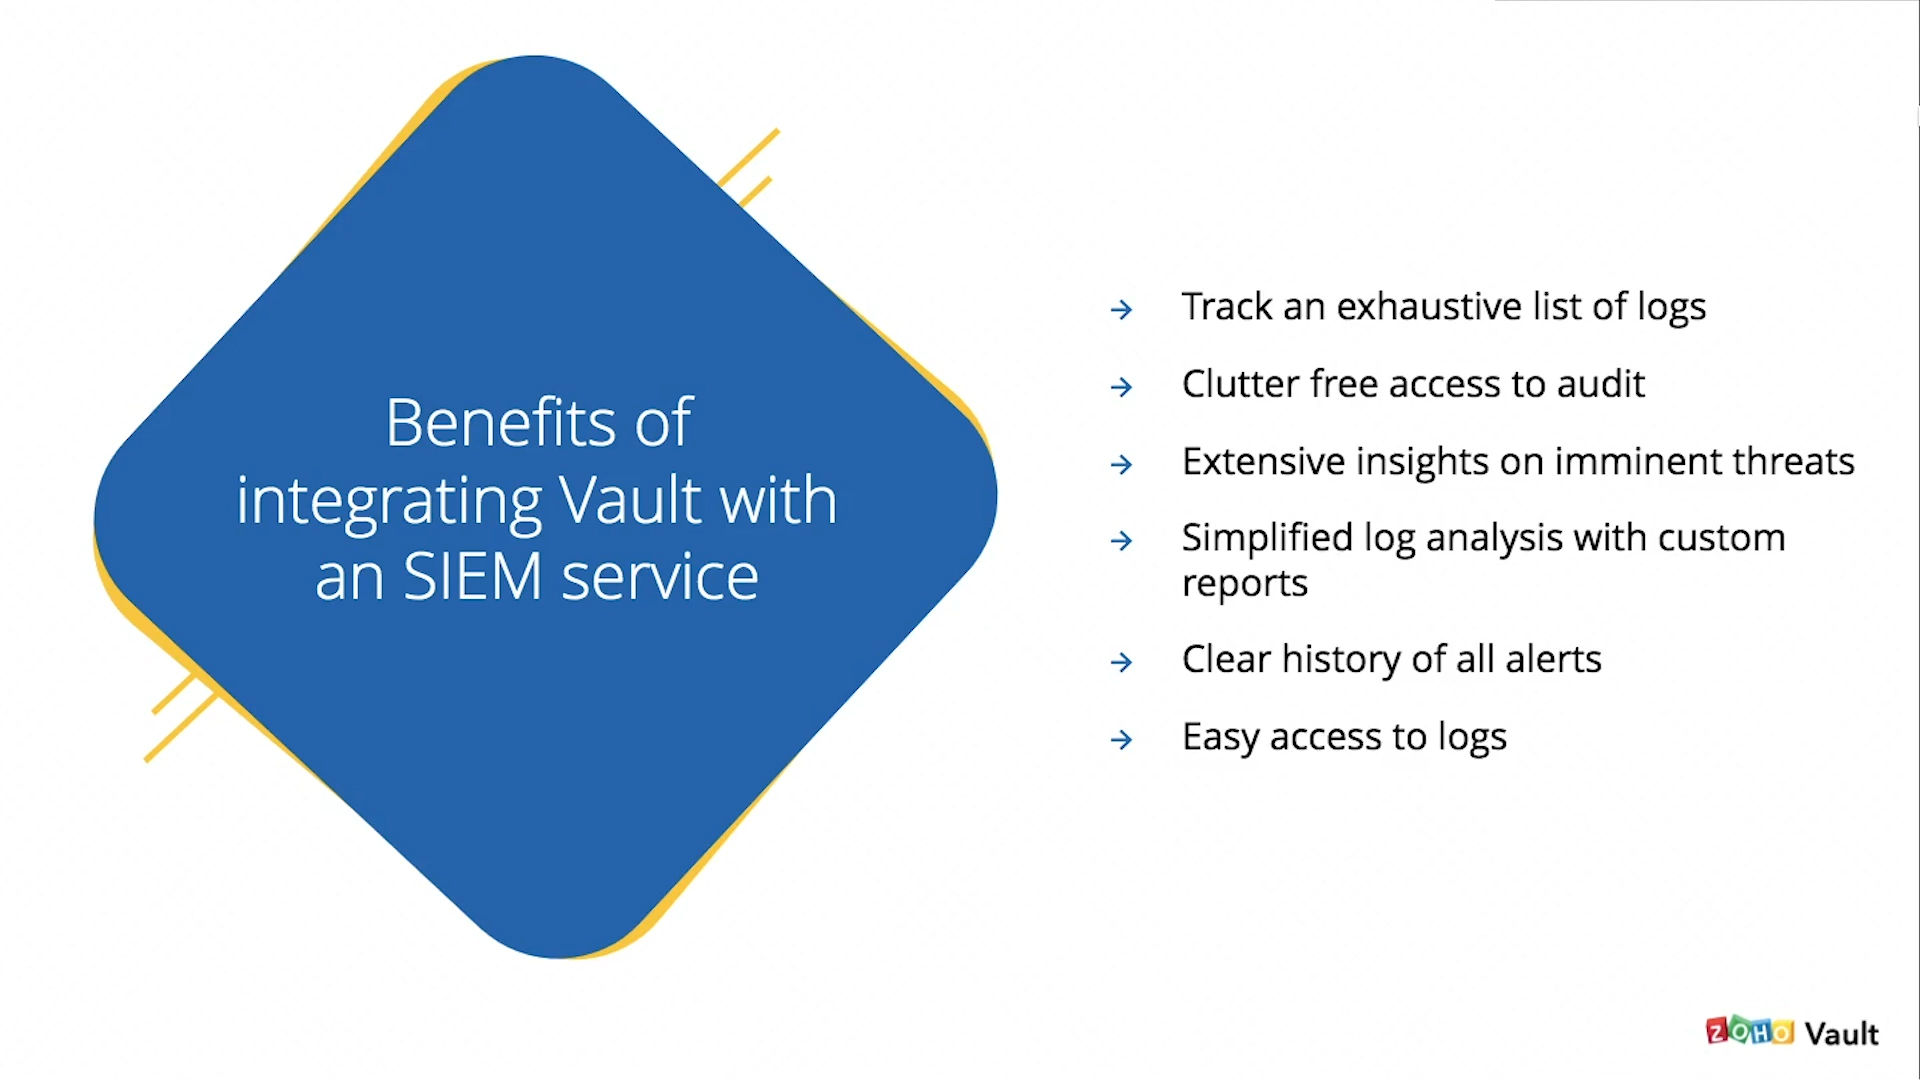 Benefits of
integrating Vault with
an SIEM service
Track an exhaustive list of logs
Clutter free access to audit
Extensive insights on imminent threats
Simplified log analysis with custom
reports
Clear history of all alerts
Easy access to logs
ZOHO Vault